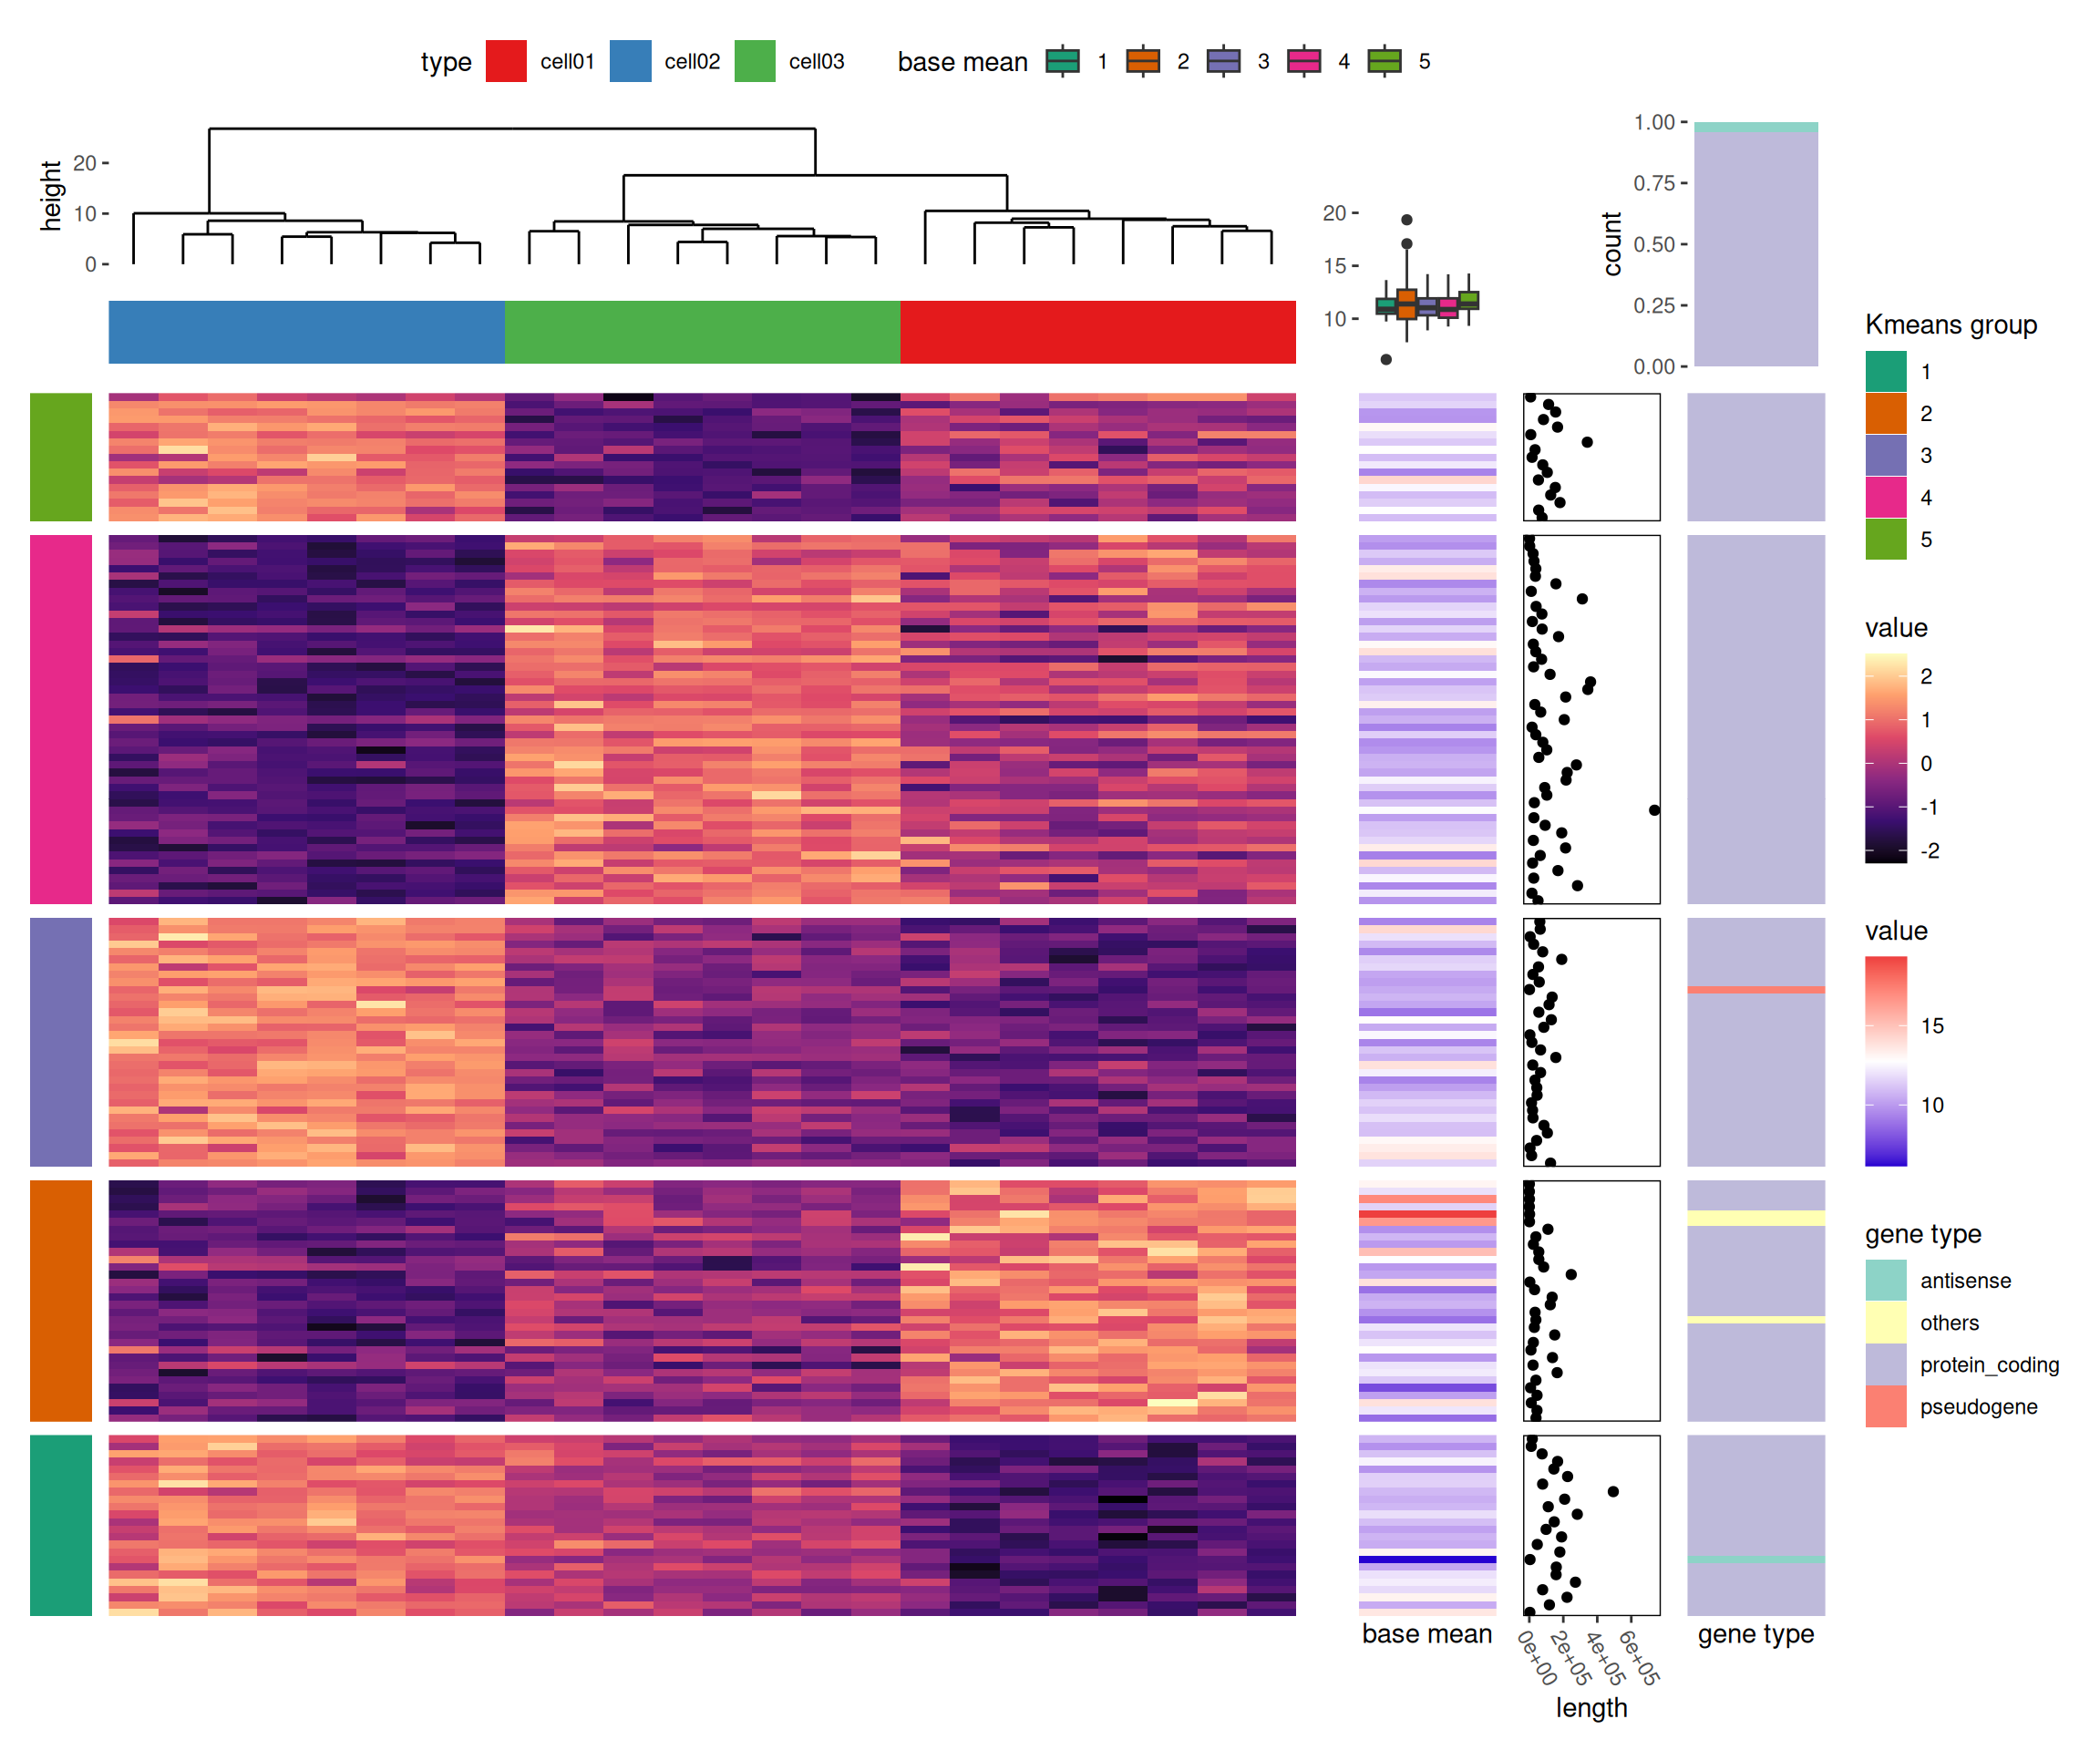 type cell01 cell02 cell03 base mean 1 2 3 4 5
height
20
10
0
20
15
10
count
1.00
0.75
0.50
0.25
0.00
Kmeans group
1
2
3
4
5
value
2
1
0
-1
-2
value
15
10
gene type
antisense
others
protein_coding
pseudogene
base mean
0e+00 2e+05 4e+05 6e+05
length
gene type